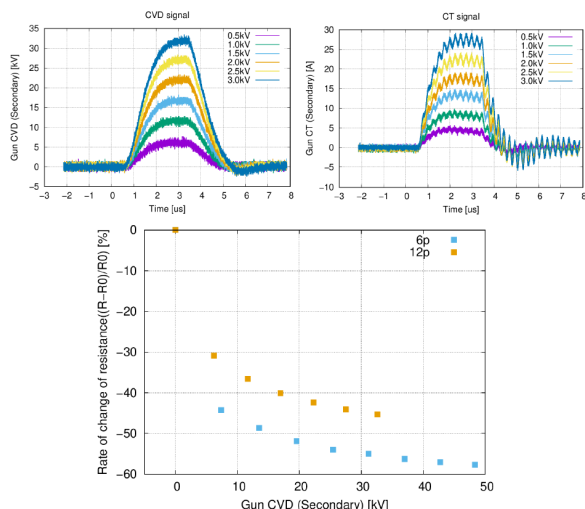 CVD signal
Gun CVD (Secondary) [kV]
35
30
25
20
15
10
5
0
−5
−3 −2 −1 0 1 2 3 4 5 6 7 8
Time [us]
0.5kV
1.0kV
1.5kV
2.0kV
2.5kV
3.0kV
CT signal
Gun CT (Secondary) [A]
30
25
20
15
10
5
0
−5
−10
−3 −2 −1 0 1 2 3 4 5 6 7 8
Time [us]
0.5kV
1.0kV
1.5kV
2.0kV
2.5kV
3.0kV
Rate of change of resistance((R−R0)/R0) [%]
0
−10
−20
−30
−40
−50
−60
0 10 20 30 40 50
Gun CVD (Secondary) [kV]
6p
12p